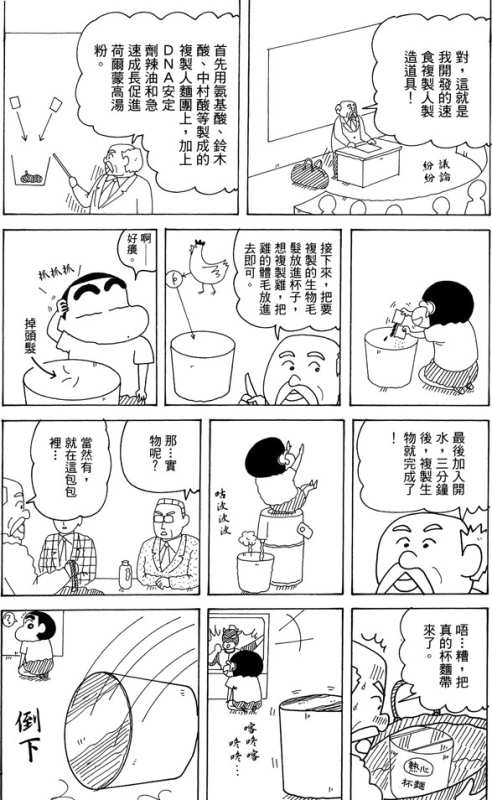 對，這就是
我開發的速
食複製人製
造道具！
議論
紛紛
首先用氨基酸、鈴木
酸、中村酸等製成的
複製人麵團上，加上
DNA安定
劑辣油和急
速成長促進
荷爾蒙高湯
粉。
接下來，把要
複製的生物毛
髮放進杯子，
想複製雞，把
雞的體毛放進
去即可。
啊——
好癢。
抓抓抓
掉頭髮
最後加入開
水，三分鐘
後，複製生
物就完成了
！
咕波波波
那…實
物呢？
當然有，
就在這包包
裡…
唔…糟，把
真的杯麵帶
來了。
熱心
杯麵
喀咚喀
咚咚…
？
倒下